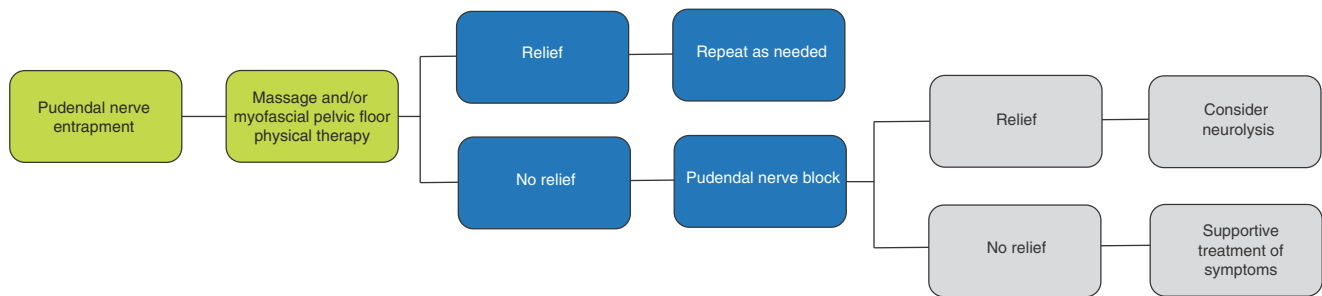 Pudendal nerve
entrapment
Massage and/or
myofascial pelvic floor
physical therapy
Relief
Repeat as needed
No relief
Pudendal nerve block
Relief
Consider
neurolysis
No relief
Supportive
treatment of
symptoms